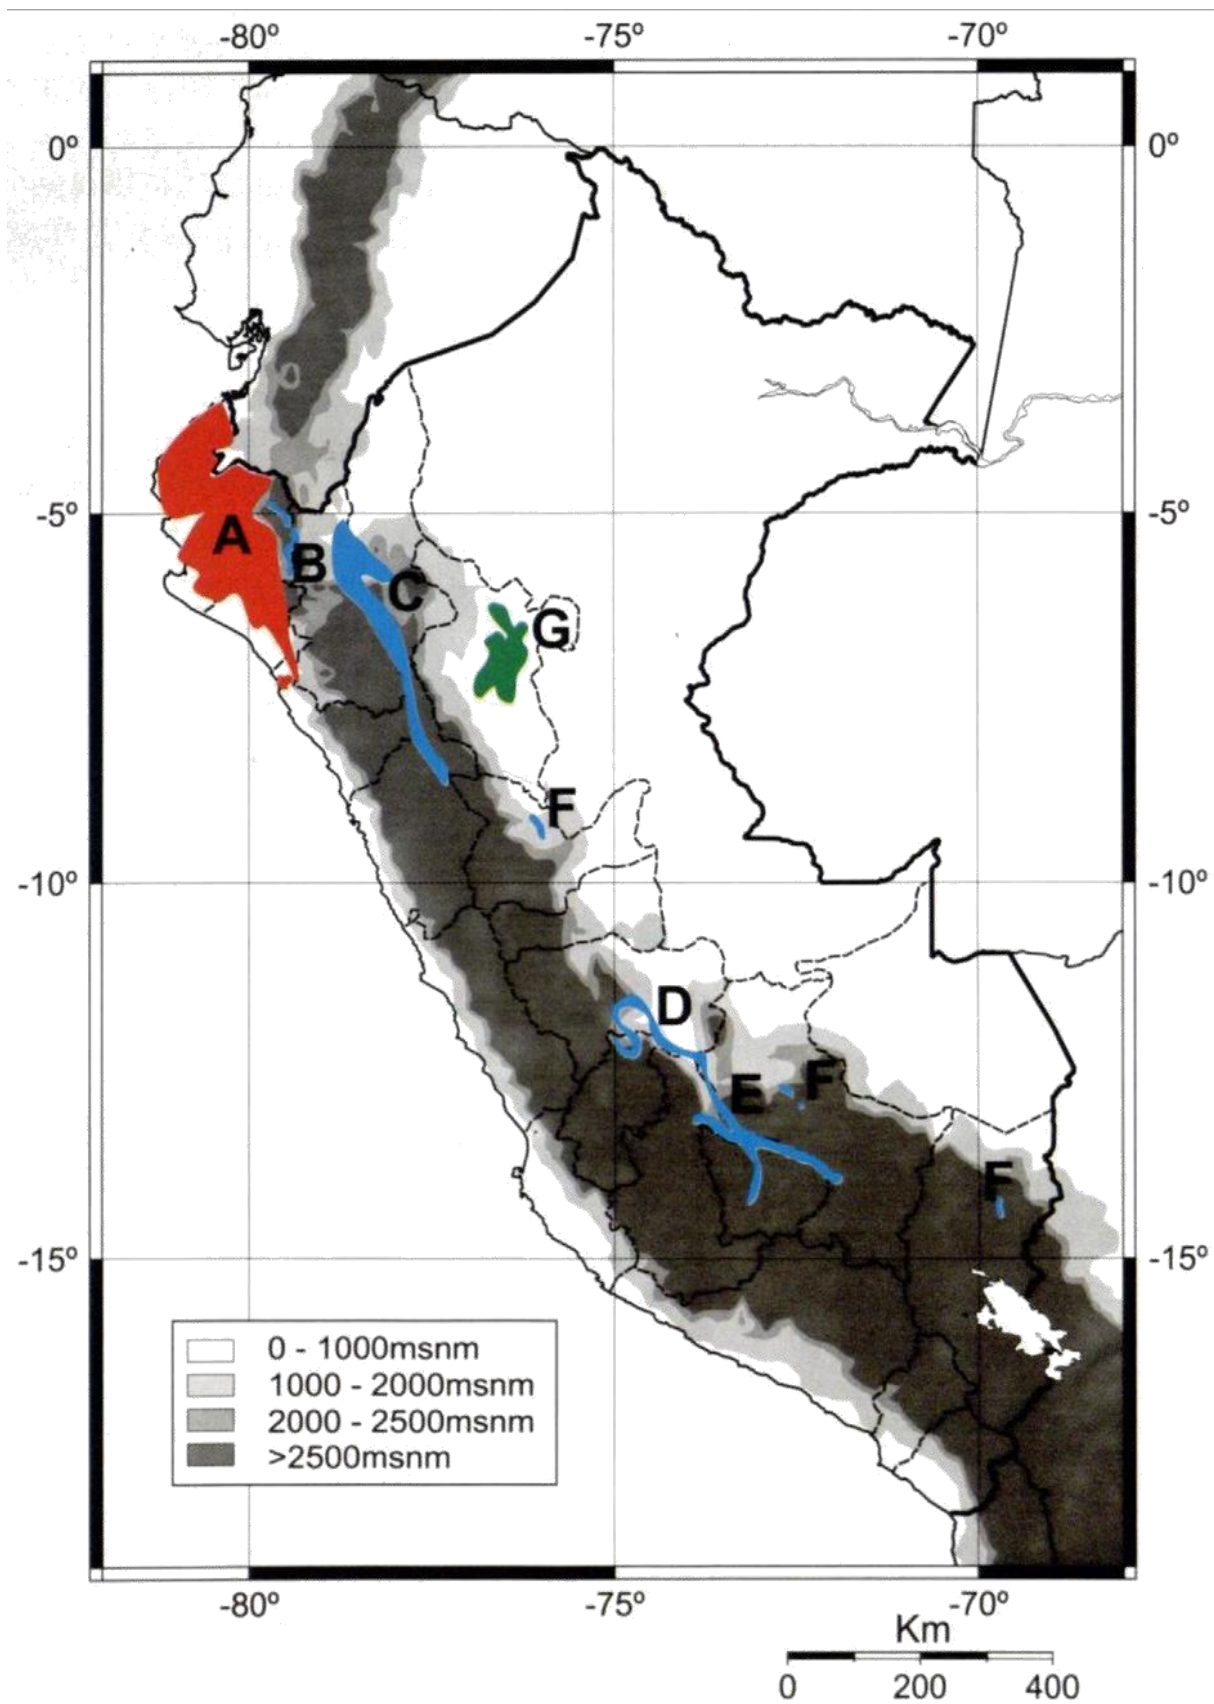 -80º -75º -70º
0º 0º
-5º -5º
A
B
C
G
F
-10º -10º
D
E F
F
-15º -15º
0 - 1000msnm
1000 - 2000msnm
2000 - 2500msnm
>2500msnm
-80º -75º -70º
Km
0 200 400